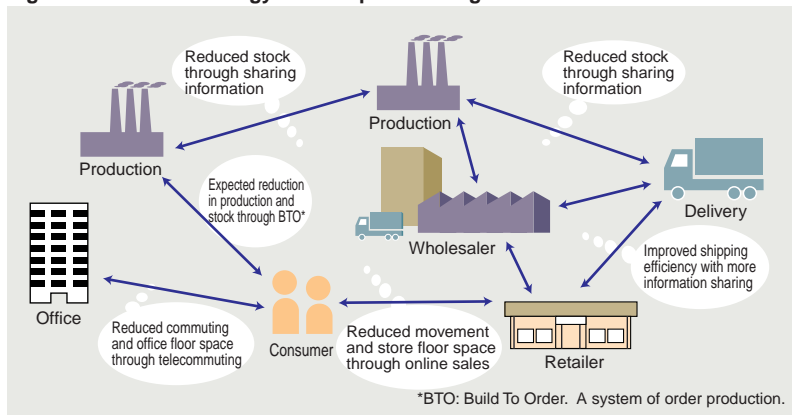 Reduced stock
through sharing
information
Reduced stock
through sharing
information
Production
Production
Expected reduction
in production and
stock through BTO*
Delivery
Wholesaler
Improved shipping
efficiency with more
information sharing
Office
Reduced commuting
and office floor space
through telecommuting
Consumer
Reduced movement
and store floor space
through online sales
Retailer
*BTO: Build To Order. A system of order production.